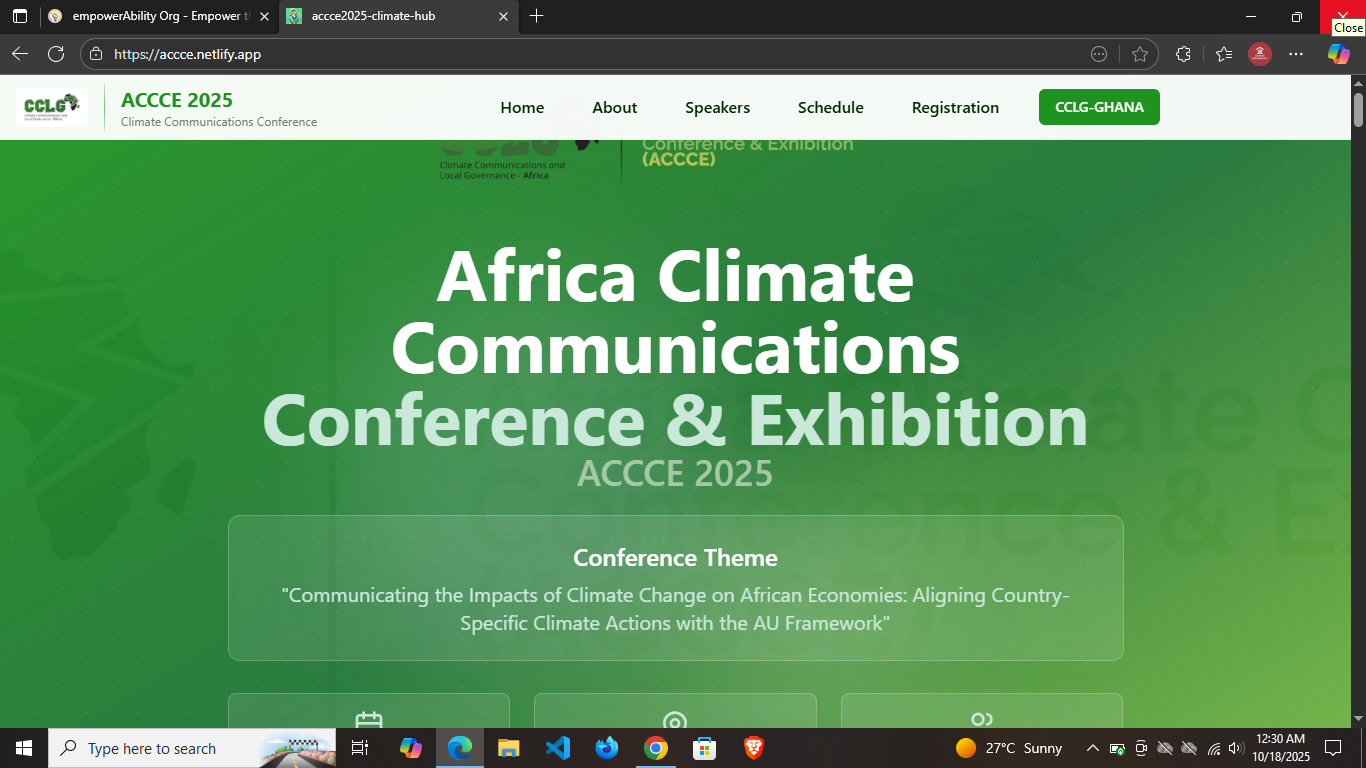 empowerAbility Org - Empower t
accce2025-climate-hub
Close
https://accce.netlify.app
CCLG
ACCCE 2025
Climate Communications Conference
Home
About
Speakers
Schedule
Registration
CCLG-GHANA
Conference & Exhibition
(ACCCE)
Climate Communications and
Local Governance - Africa
Africa Climate
Communications
Conference & Exhibition
ACCCE 2025
Conference Theme
"Communicating the Impacts of Climate Change on African Economies: Aligning Country-
Specific Climate Actions with the AU Framework"
Type here to search
27°C Sunny
12:30 AM
10/18/2025